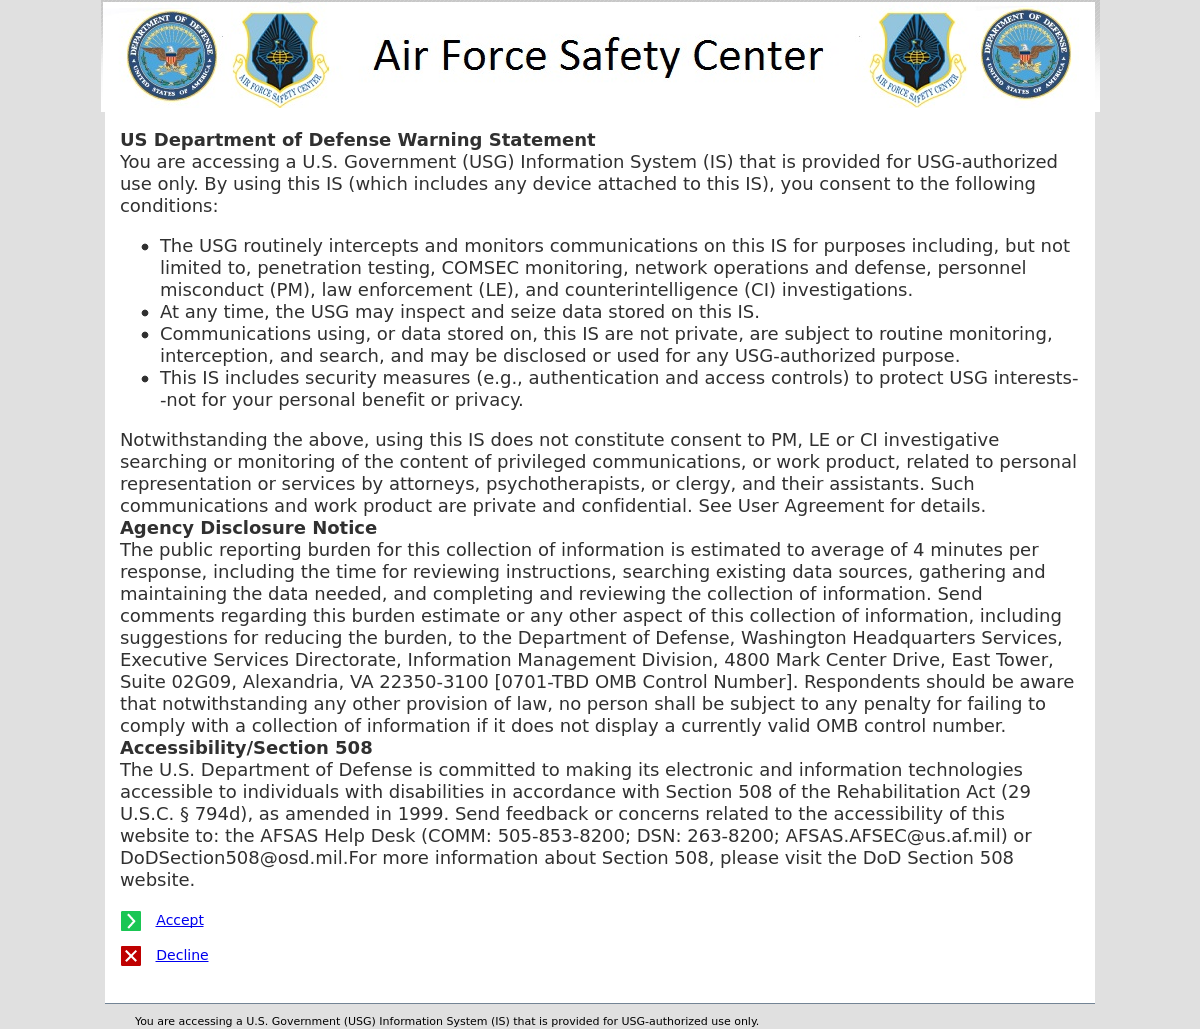 DEPARTMENT OF DEFENSE
UNITED STATES OF AMERICA
AIR FORCE SAFETY CENTER
Air Force Safety Center
AIR FORCE SAFETY CENTER
DEPARTMENT OF DEFENSE
UNITED STATES OF AMERICA
US Department of Defense Warning Statement
You are accessing a U.S. Government (USG) Information System (IS) that is provided for USG-authorized
use only. By using this IS (which includes any device attached to this IS), you consent to the following
conditions:
The USG routinely intercepts and monitors communications on this IS for purposes including, but not
limited to, penetration testing, COMSEC monitoring, network operations and defense, personnel
misconduct (PM), law enforcement (LE), and counterintelligence (CI) investigations.
At any time, the USG may inspect and seize data stored on this IS.
Communications using, or data stored on, this IS are not private, are subject to routine monitoring,
interception, and search, and may be disclosed or used for any USG-authorized purpose.
This IS includes security measures (e.g., authentication and access controls) to protect USG interests-
-not for your personal benefit or privacy.
Notwithstanding the above, using this IS does not constitute consent to PM, LE or CI investigative
searching or monitoring of the content of privileged communications, or work product, related to personal
representation or services by attorneys, psychotherapists, or clergy, and their assistants. Such
communications and work product are private and confidential. See User Agreement for details.
Agency Disclosure Notice
The public reporting burden for this collection of information is estimated to average of 4 minutes per
response, including the time for reviewing instructions, searching existing data sources, gathering and
maintaining the data needed, and completing and reviewing the collection of information. Send
comments regarding this burden estimate or any other aspect of this collection of information, including
suggestions for reducing the burden, to the Department of Defense, Washington Headquarters Services,
Executive Services Directorate, Information Management Division, 4800 Mark Center Drive, East Tower,
Suite 02G09, Alexandria, VA 22350-3100 [0701-TBD OMB Control Number]. Respondents should be aware
that notwithstanding any other provision of law, no person shall be subject to any penalty for failing to
comply with a collection of information if it does not display a currently valid OMB control number.
Accessibility/Section 508
The U.S. Department of Defense is committed to making its electronic and information technologies
accessible to individuals with disabilities in accordance with Section 508 of the Rehabilitation Act (29
U.S.C. § 794d), as amended in 1999. Send feedback or concerns related to the accessibility of this
website to: the AFSAS Help Desk (COMM: 505-853-8200; DSN: 263-8200; AFSAS.AFSEC@us.af.mil) or
DoDSection508@osd.mil.For more information about Section 508, please visit the DoD Section 508
website.
Accept
Decline
You are accessing a U.S. Government (USG) Information System (IS) that is provided for USG-authorized use only.